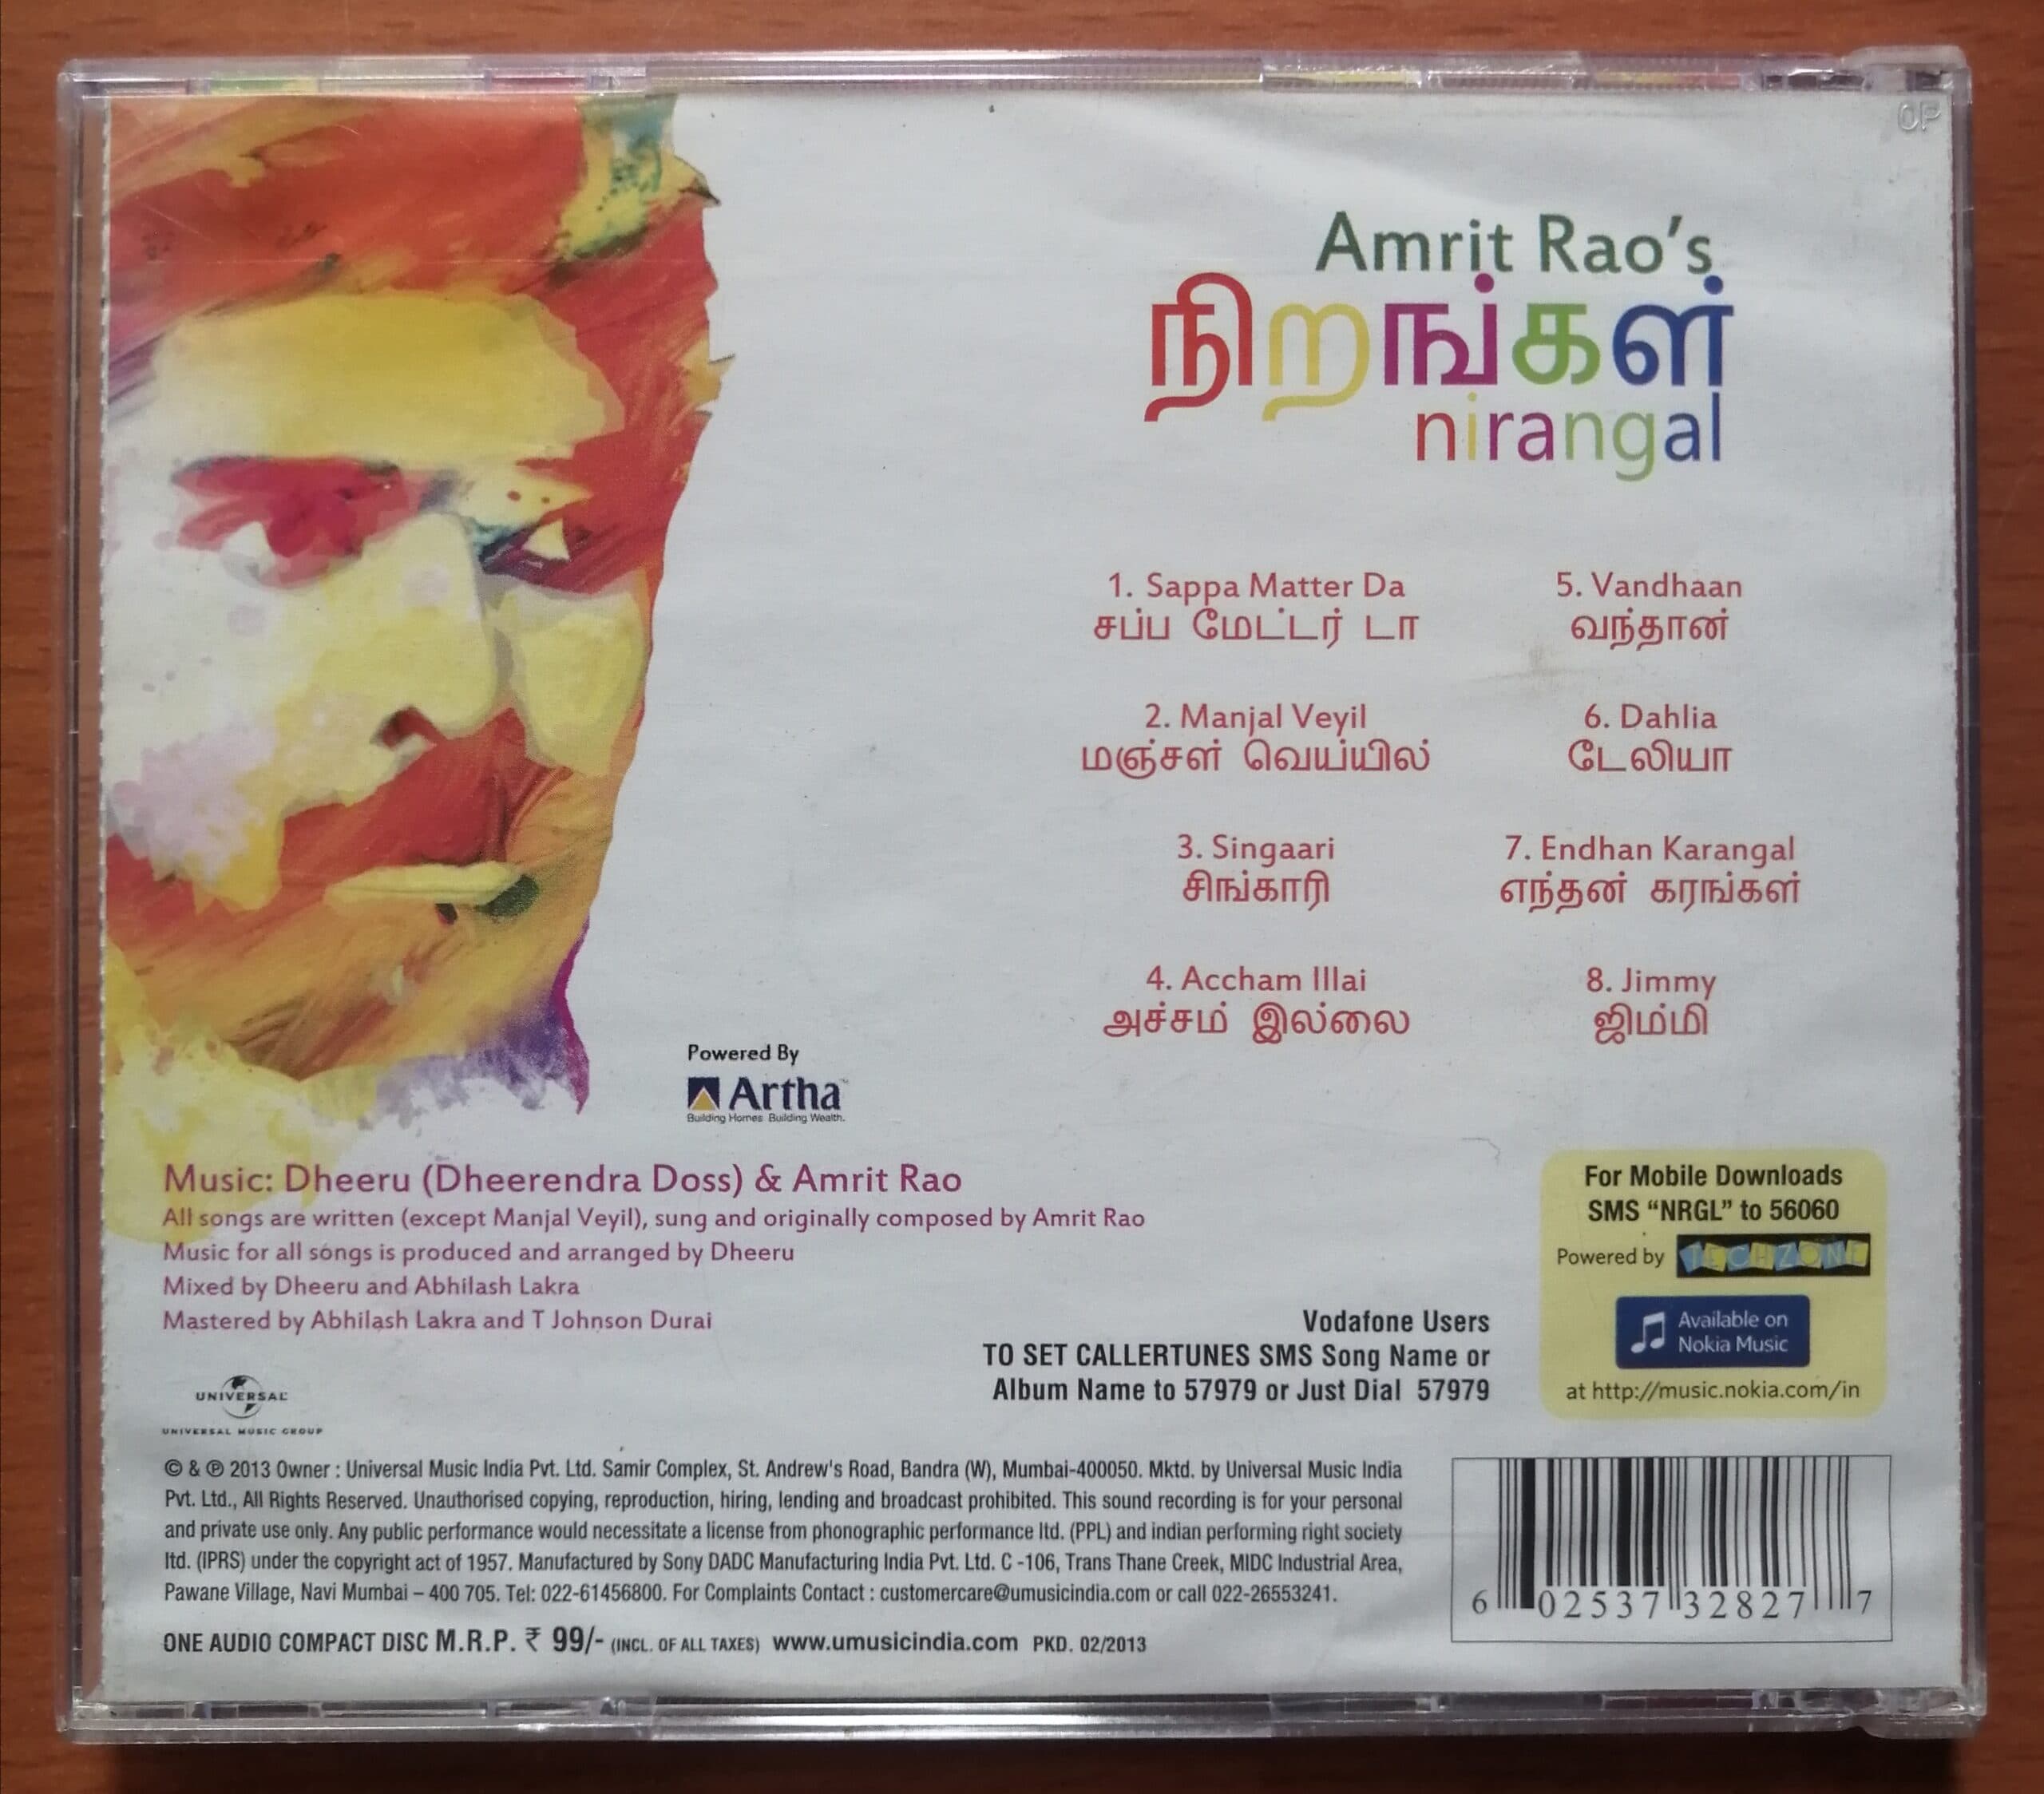 OP
Amrit Rao's
நிறங்கள்
nirangal
1. Sappa Matter Da
சப்ப மேட்டர் டா
2. Manjal Veyil
மஞ்சள் வெய்யில்
3. Singaari
சிங்காரி
4. Accham Illai
அச்சம் இல்லை
5. Vandhaan
வந்தான்
6. Dahlia
டேலியா
7. Endhan Karangal
எந்தன் கரங்கள்
8. Jimmy
ஜிம்மி
Powered By
Artha
Building Homes. Building Wealth.
Music: Dheeru (Dheerendra Doss) & Amrit Rao
All songs are written (except Manjal Veyil), sung and originally composed by Amrit Rao
Music for all songs is produced and arranged by Dheeru
Mixed by Dheeru and Abhilash Lakra
Mastered by Abhilash Lakra and T Johnson Durai
UNIVERSAL
UNIVERSAL MUSIC GROUP
Vodafone Users
TO SET CALLERTUNES SMS Song Name or
Album Name to 57979 or Just Dial 57979
For Mobile Downloads
SMS “NRGL” to 56060
Powered by TECHZONE
Available on
Nokia Music
at http://music.nokia.com/in
© & ℗ 2013 Owner : Universal Music India Pvt. Ltd. Samir Complex, St. Andrew's Road, Bandra (W), Mumbai-400050. Mktd. by Universal Music India
Pvt. Ltd., All Rights Reserved. Unauthorised copying, reproduction, hiring, lending and broadcast prohibited. This sound recording is for your personal
and private use only. Any public performance would necessitate a license from phonographic performance ltd. (PPL) and indian performing right society
ltd. (IPRS) under the copyright act of 1957. Manufactured by Sony DADC Manufacturing India Pvt. Ltd. C -106, Trans Thane Creek, MIDC Industrial Area,
Pawane Village, Navi Mumbai – 400 705. Tel: 022-61456800. For Complaints Contact : customercare@umusicindia.com or call 022-26553241.
ONE AUDIO COMPACT DISC M.R.P. ₹ 99/- (INCL. OF ALL TAXES) www.umusicindia.com PKD. 02/2013
6 02537 32827 7